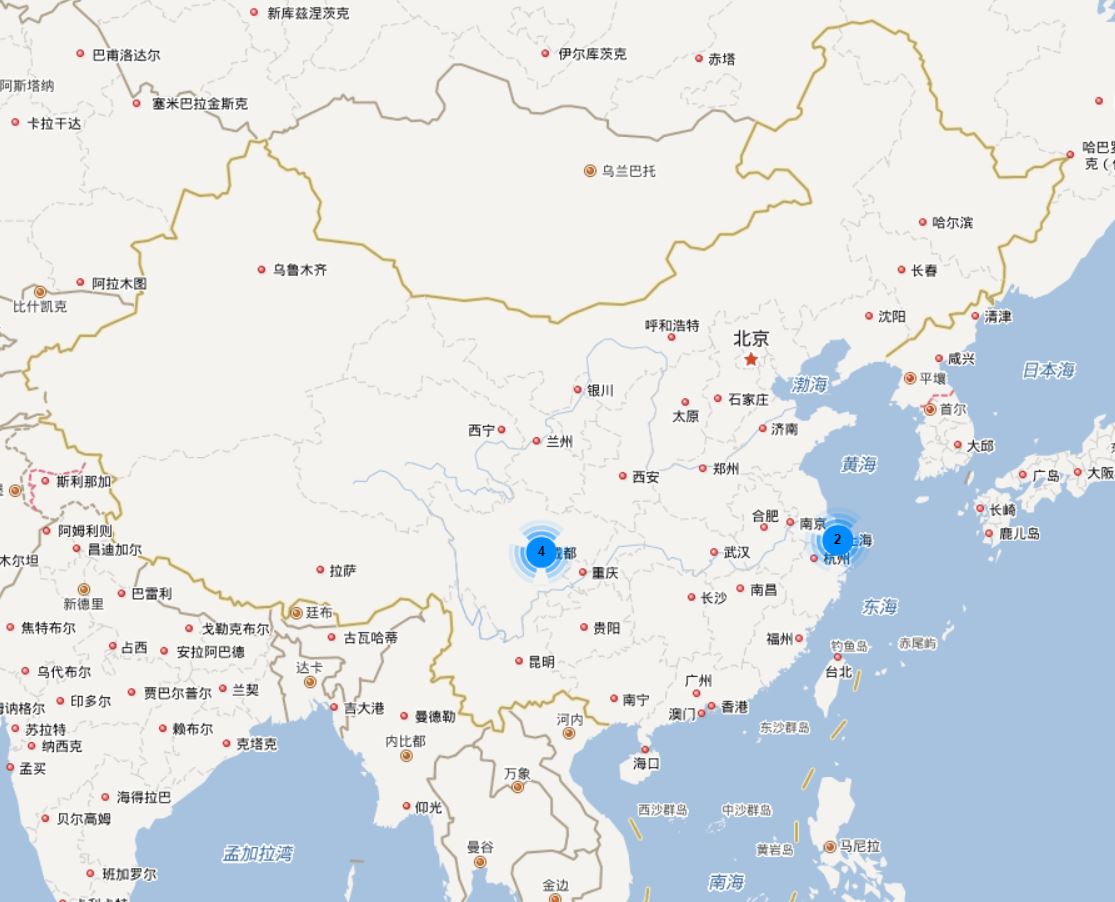 新库兹涅茨克
巴甫洛达尔
伊尔库茨克
赤塔
阿斯塔纳
塞米巴拉金斯克
卡拉干达
哈巴罗
克（伯
乌兰巴托
哈尔滨
乌鲁木齐
长春
阿拉木图
比什凯克
沈阳
清津
呼和浩特
北京
咸兴
日本海
平壤
渤海
银川
石家庄
首尔
太原
西宁
济南
兰州
大邱
黄海
郑州
西安
广岛
大阪
斯利那加
长崎
合肥
南京
阿姆利则
鹿儿岛
2
海
昌迪加尔
4
都
武汉
杭州
木尔坦
拉萨
重庆
新德里
巴雷利
南昌
长沙
东海
廷布
焦特布尔
戈勒克布尔
贵阳
古瓦哈蒂
福州
钓鱼岛
赤尾屿
占西
安拉阿巴德
昆明
达卡
台北
乌代布尔
广州
贾巴尔普尔
兰契
印多尔
南宁
香港
吉大港
澳门
讷格尔
曼德勒
河内
苏拉特
赖布尔
东沙群岛
纳西克
克塔克
内比都
海口
孟买
万象
海得拉巴
仰光
西沙群岛
中沙群岛
贝尔高姆
曼谷
黄岩岛
马尼拉
孟加拉湾
班加罗尔
南海
金边